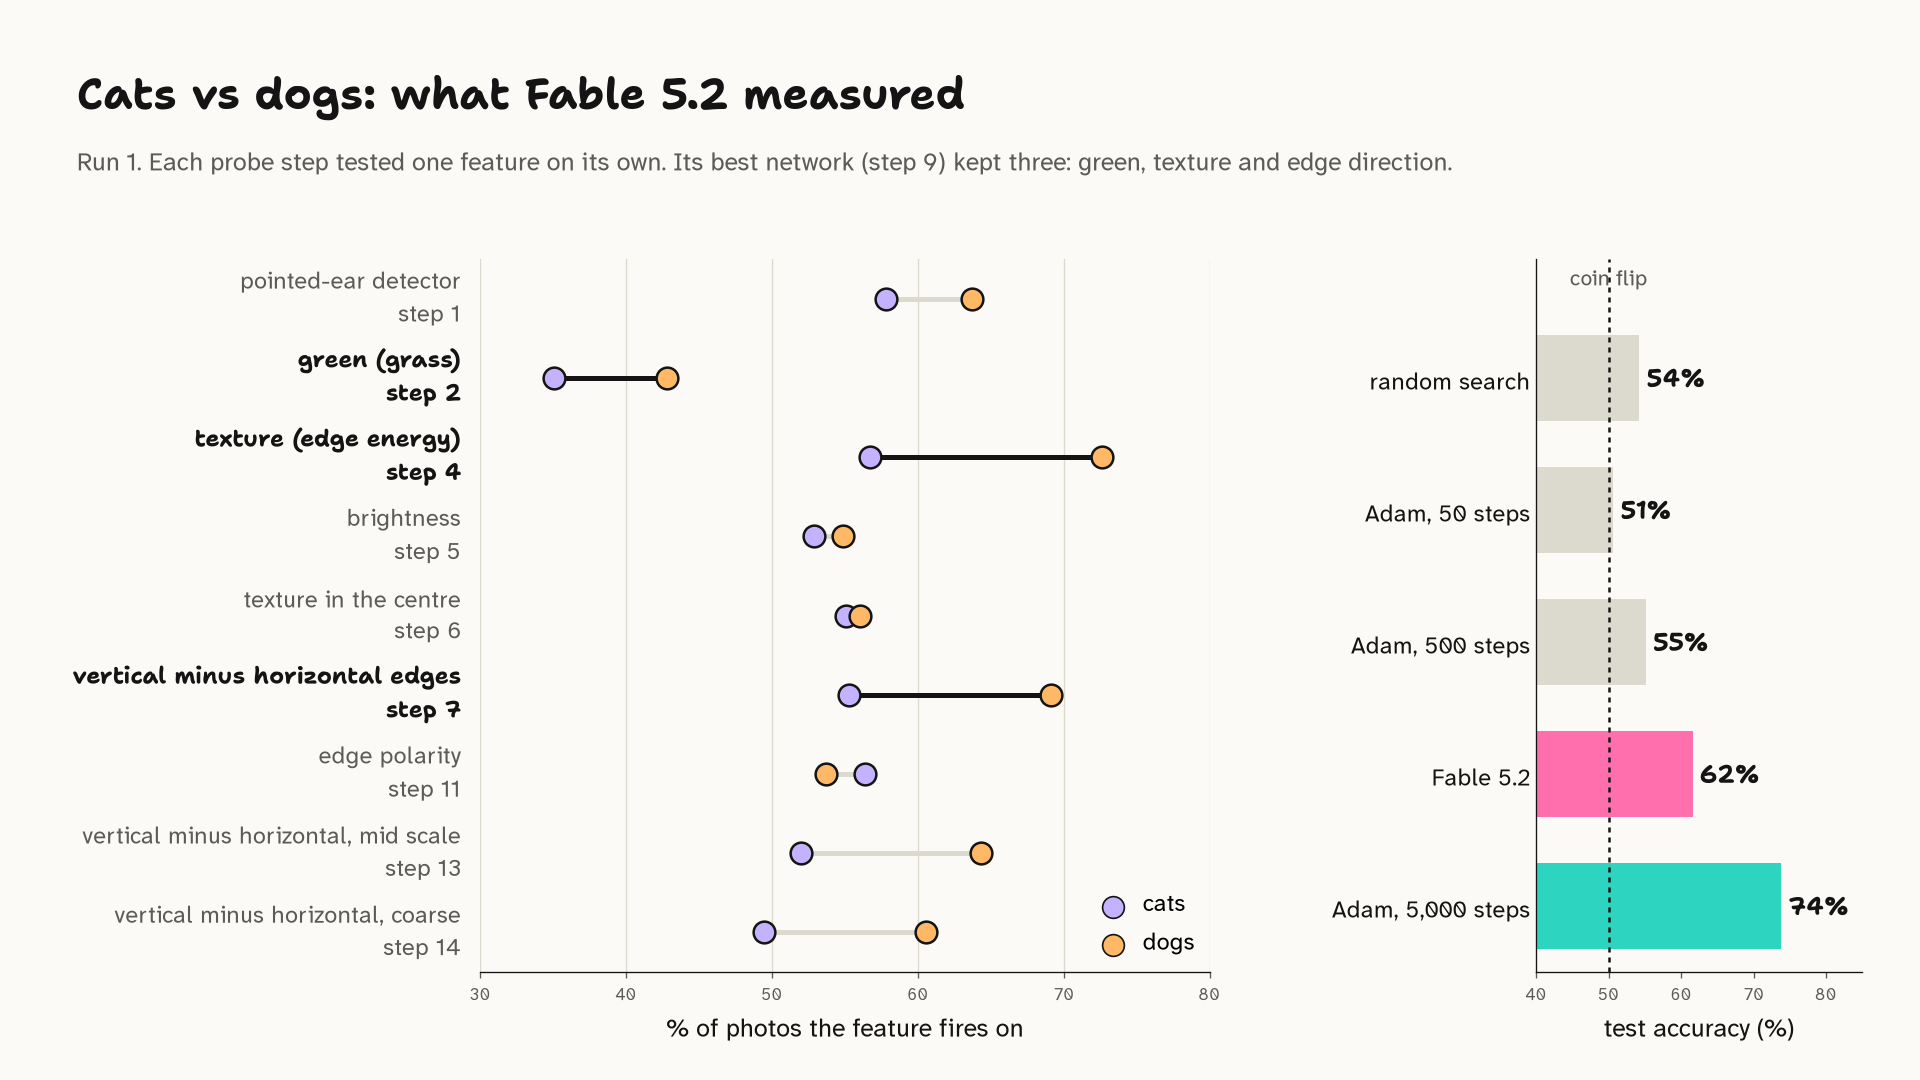 Cats vs dogs: what Fable 5.2 measured
Run 1. Each probe step tested one feature on its own. Its best network (step 9) kept three: green, texture and edge direction.
pointed-ear detector
step 1
green (grass)
step 2
texture (edge energy)
step 4
brightness
step 5
texture in the centre
step 6
vertical minus horizontal edges
step 7
edge polarity
step 11
vertical minus horizontal, mid scale
step 13
vertical minus horizontal, coarse
step 14
cats
dogs
30 40 50 60 70 80
% of photos the feature fires on
coin flip
random search 54%
Adam, 50 steps 51%
Adam, 500 steps 55%
Fable 5.2 62%
Adam, 5,000 steps 74%
40 50 60 70 80
test accuracy (%)